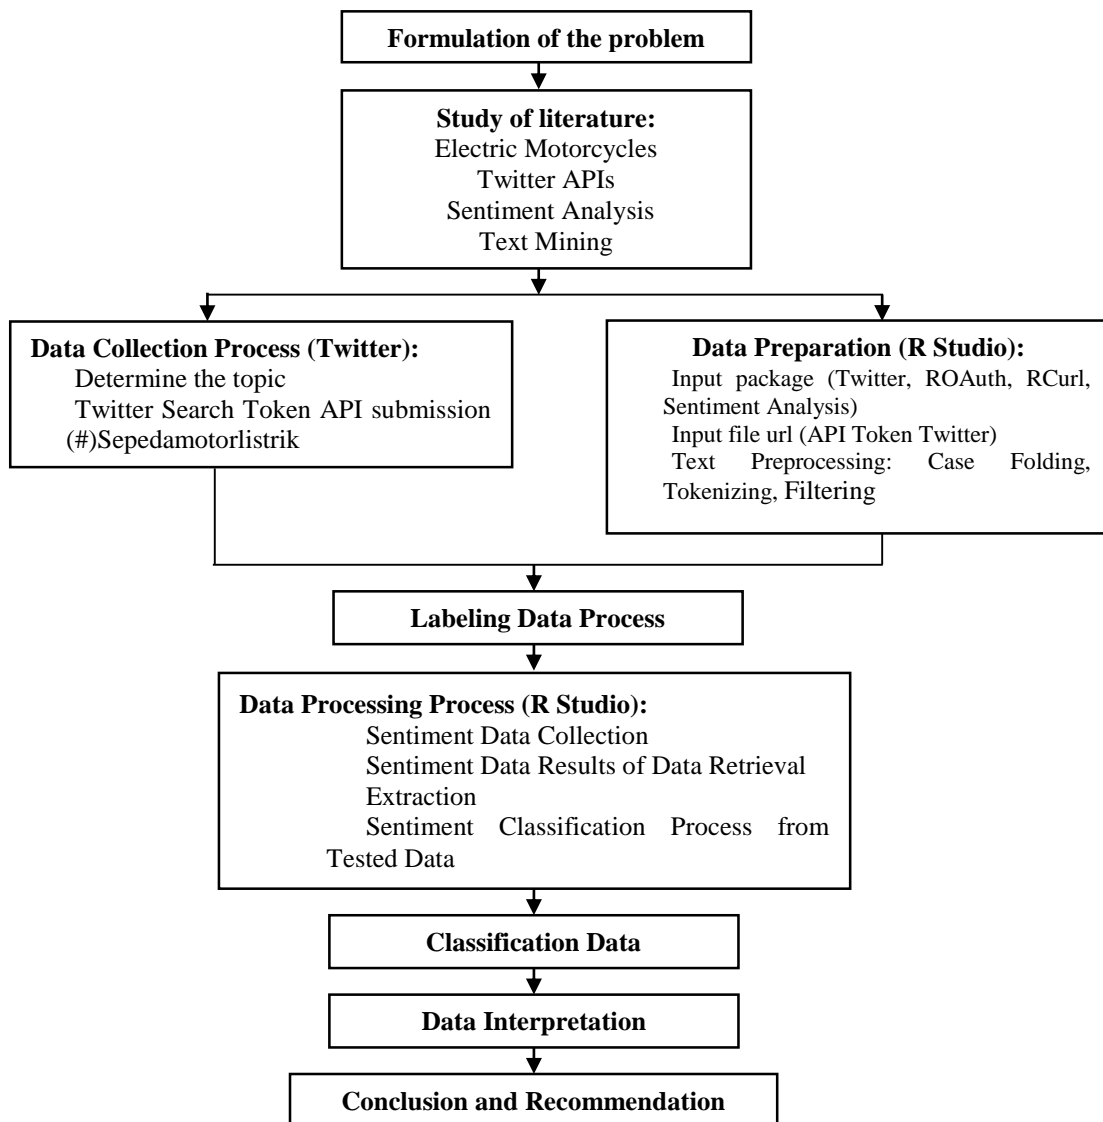 Formulation of the problem
Study of literature:
Electric Motorcycles
Twitter APIs
Sentiment Analysis
Text Mining
Data Collection Process (Twitter):
Determine the topic
Twitter Search Token API submission
(#)Sepedamotorlistrik
Data Preparation (R Studio):
Input package (Twitter, ROAuth, RCurl,
Sentiment Analysis)
Input file url (API Token Twitter)
Text Preprocessing: Case Folding,
Tokenizing, Filtering
Labeling Data Process
Data Processing Process (R Studio):
Sentiment Data Collection
Sentiment Data Results of Data Retrieval
Extraction
Sentiment Classification Process from
Tested Data
Classification Data
Data Interpretation
Conclusion and Recommendation